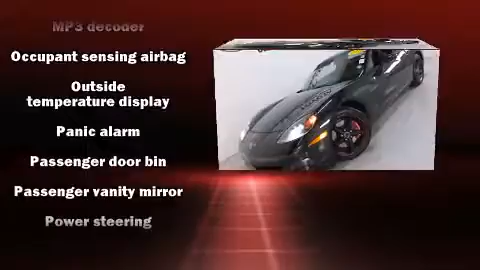 MP3 decoder
Occupant sensing airbag
Outside
temperature display
Panic alarm
Passenger door bin
Passenger vanity mirror
Power steering